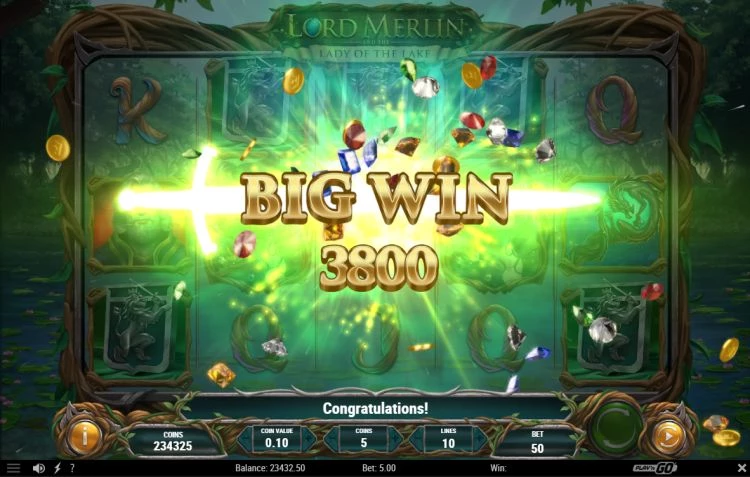 LORD MERLIN
AND THE
LADY OF THE LAKE
K
Q
BIG WIN
3800
Q
J
Q
Congratulations!
COINS
234325
COIN VALUE
0.10
COINS
5
LINES
10
BET
50
Balance: 23432.50
Bet: 5.00
Win:
PLAY'N GO